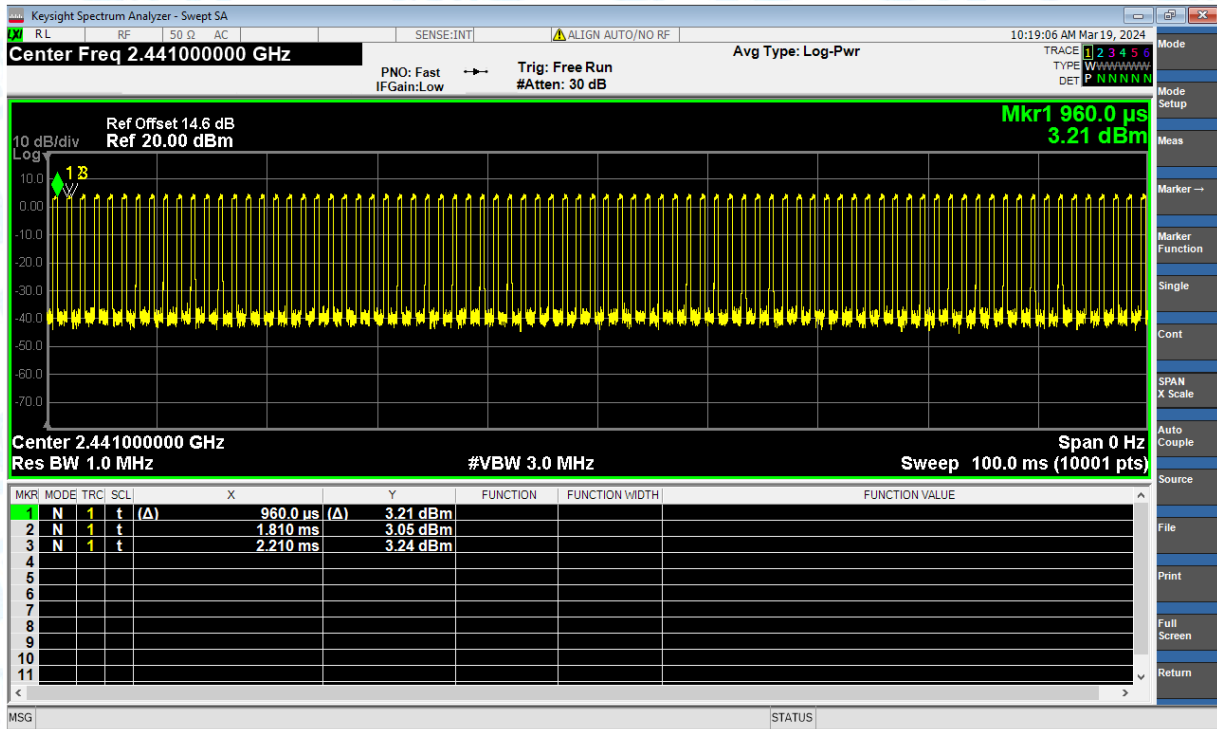 Keysight Spectrum Analyzer - Swept SA
LXI RL RF 50 Ω AC SENSE:INT ALIGN AUTO/NO RF 10:19:06 AM Mar 19, 2024
Center Freq 2.441000000 GHz
PNO: Fast
IFGain:Low
Trig: Free Run
#Atten: 30 dB
Avg Type: Log-Pwr
TRACE 1 2 3 4 5 6
TYPE WWWWWW
DET P N N N N N
Mkr1 960.0 µs
3.21 dBm
Ref Offset 14.6 dB
10 dB/div Ref 20.00 dBm
Log
1 2 3
10.0
0.00
-10.0
-20.0
-30.0
-40.0
-50.0
-60.0
-70.0
Center 2.441000000 GHz Span 0 Hz
Res BW 1.0 MHz #VBW 3.0 MHz Sweep 100.0 ms (10001 pts)
MKR MODE TRC SCL X Y FUNCTION FUNCTION WIDTH FUNCTION VALUE
1 N 1 t (Δ) 960.0 µs (Δ) 3.21 dBm
2 N 1 t 1.810 ms 3.05 dBm
3 N 1 t 2.210 ms 3.24 dBm
4
5
6
7
8
9
10
11
MSG STATUS
Mode
Mode
Setup
Meas
Marker →
Marker
Function
Single
Cont
SPAN
X Scale
Auto
Couple
Source
File
Print
Full
Screen
Return